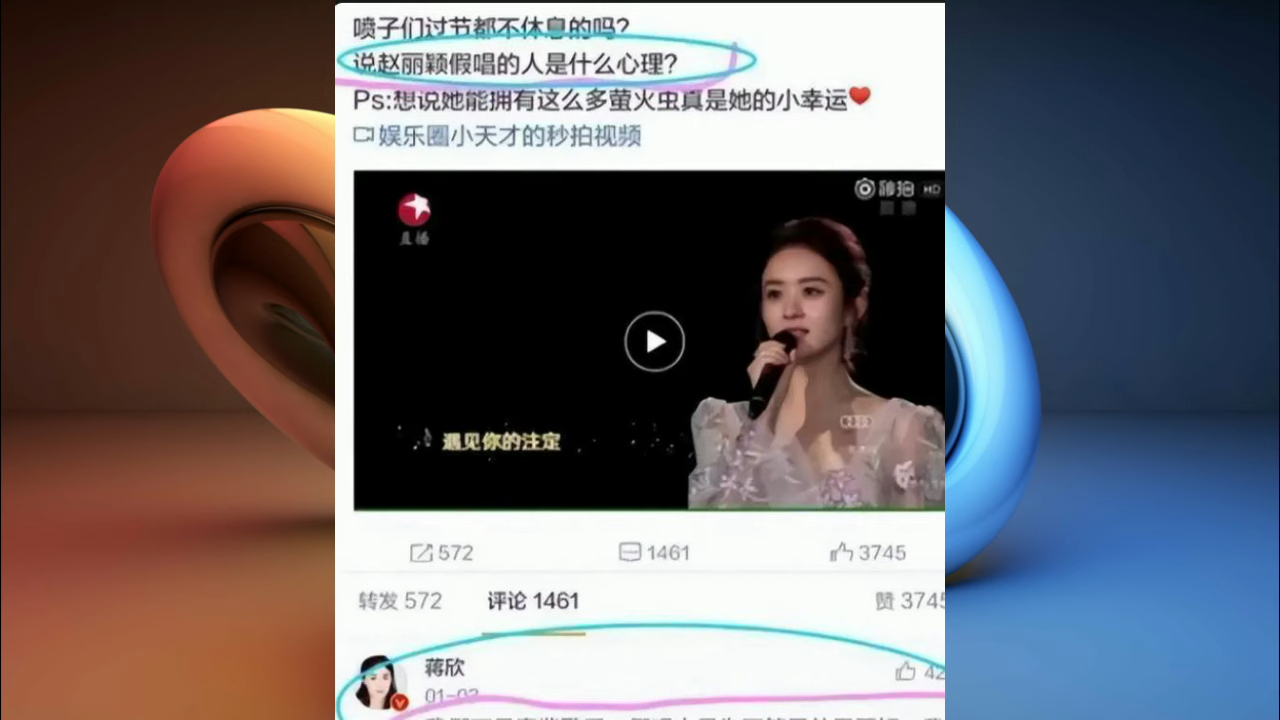 喷子们过节都不休息的吗?
说赵丽颖假唱的人是什么心理?
Ps:想说她能拥有这么多萤火虫真是她的小幸运
娱乐圈小天才的秒拍视频
秒拍 HD
直播
遇见你的注定
572 1461 3745
转发 572 评论 1461 赞 3745
蒋欣 42
01-02